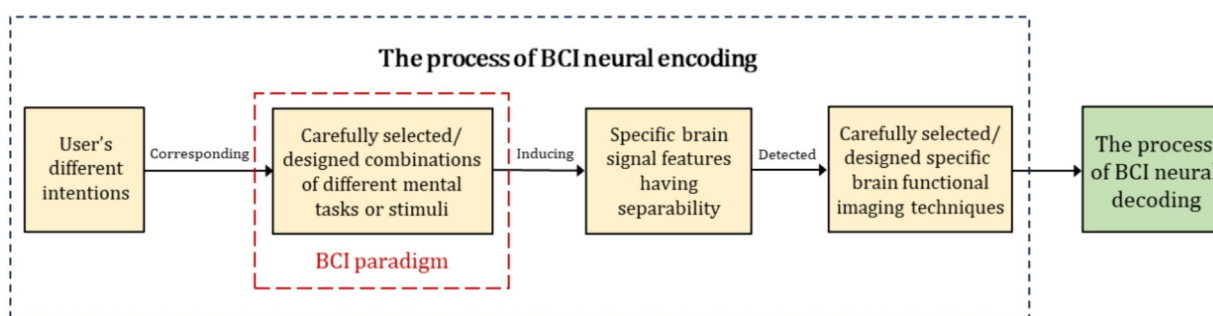 The process of BCI neural encoding
User's
different
intentions
Corresponding
Carefully selected/
designed combinations
of different mental
tasks or stimuli
BCI paradigm
Inducing
Specific brain
signal features
having
separability
Detected
Carefully selected/
designed specific
brain functional
imaging techniques
The process
of BCI neural
decoding